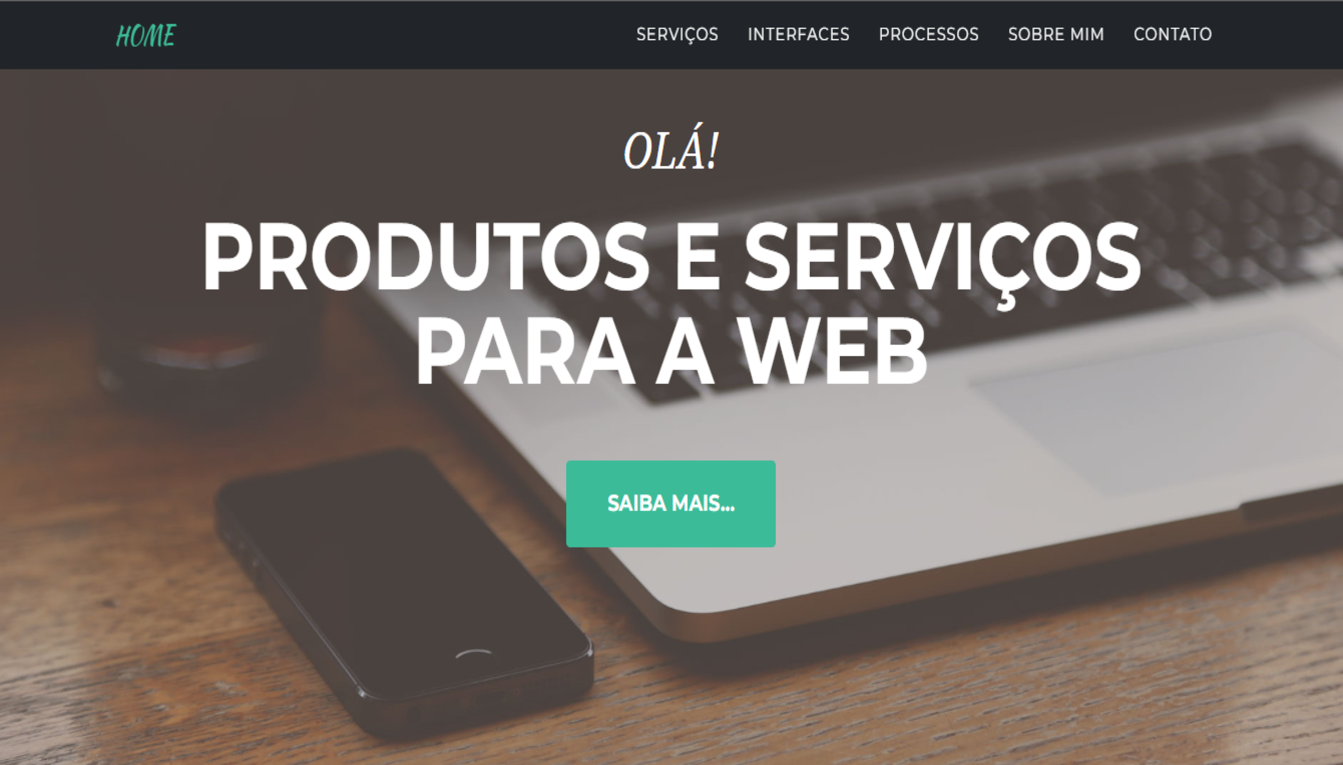 HOME
SERVIÇOS INTERFACES PROCESSOS SOBRE MIM CONTATO
OLÁ!
PRODUTOS E SERVIÇOS
PARA A WEB
SAIBA MAIS...